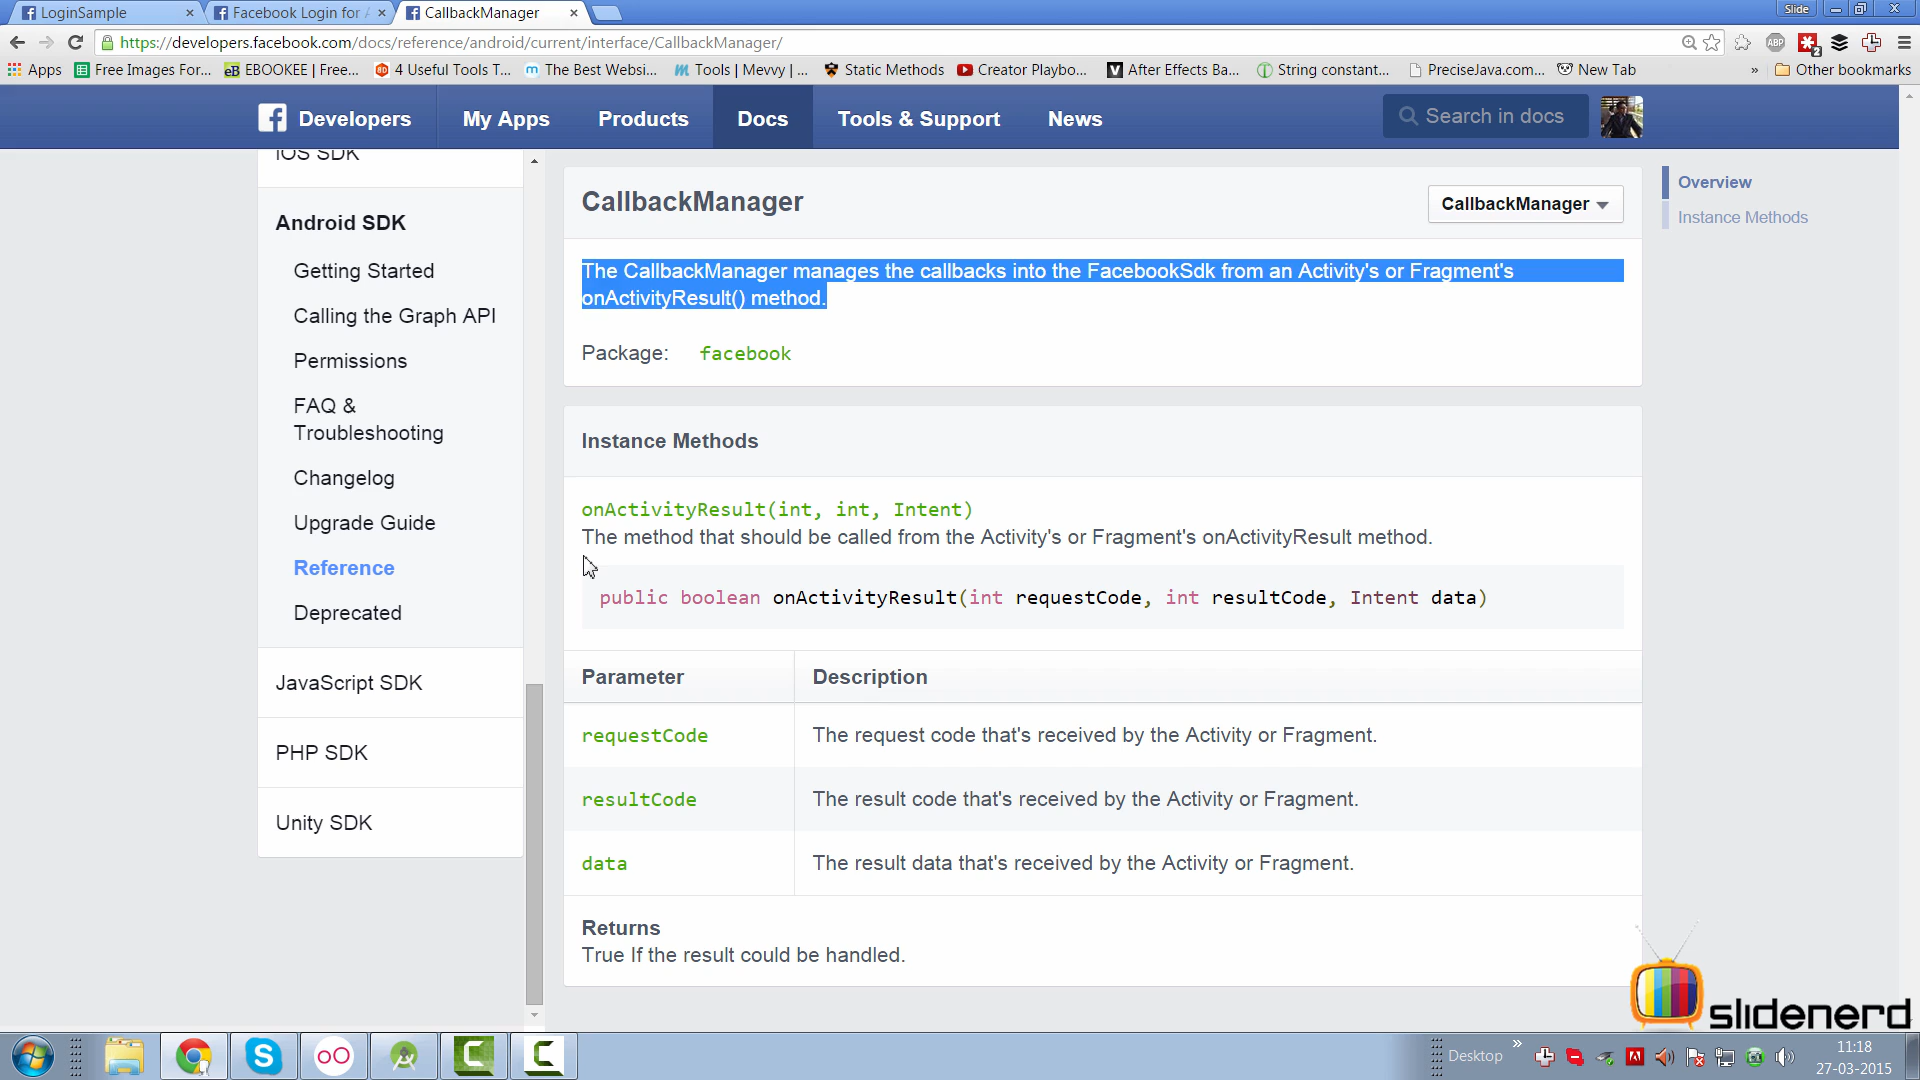 LoginSample
Facebook Login for A
CallbackManager
Slide
https://developers.facebook.com/docs/reference/android/current/interface/CallbackManager/
Apps
Free Images For...
EBOOKEE | Free...
4 Useful Tools T...
The Best Websi...
Tools | Mevvy | ...
Static Methods
Creator Playbo...
After Effects Ba...
String constant...
PreciseJava.com...
New Tab
»
Other bookmarks
Developers
My Apps
Products
Docs
Tools & Support
News
Search in docs
iOS SDK
Android SDK
Getting Started
Calling the Graph API
Permissions
FAQ &
Troubleshooting
Changelog
Upgrade Guide
Reference
Deprecated
JavaScript SDK
PHP SDK
Unity SDK
CallbackManager
CallbackManager
The CallbackManager manages the callbacks into the FacebookSdk from an Activity's or Fragment's
onActivityResult() method.
Package: facebook
Instance Methods
onActivityResult(int, int, Intent)
The method that should be called from the Activity's or Fragment's onActivityResult method.
public boolean onActivityResult(int requestCode, int resultCode, Intent data)
Parameter Description
requestCode The request code that's received by the Activity or Fragment.
resultCode The result code that's received by the Activity or Fragment.
data The result data that's received by the Activity or Fragment.
Returns
True If the result could be handled.
Overview
Instance Methods
slidenerd
Desktop
»
11:18
27-03-2015